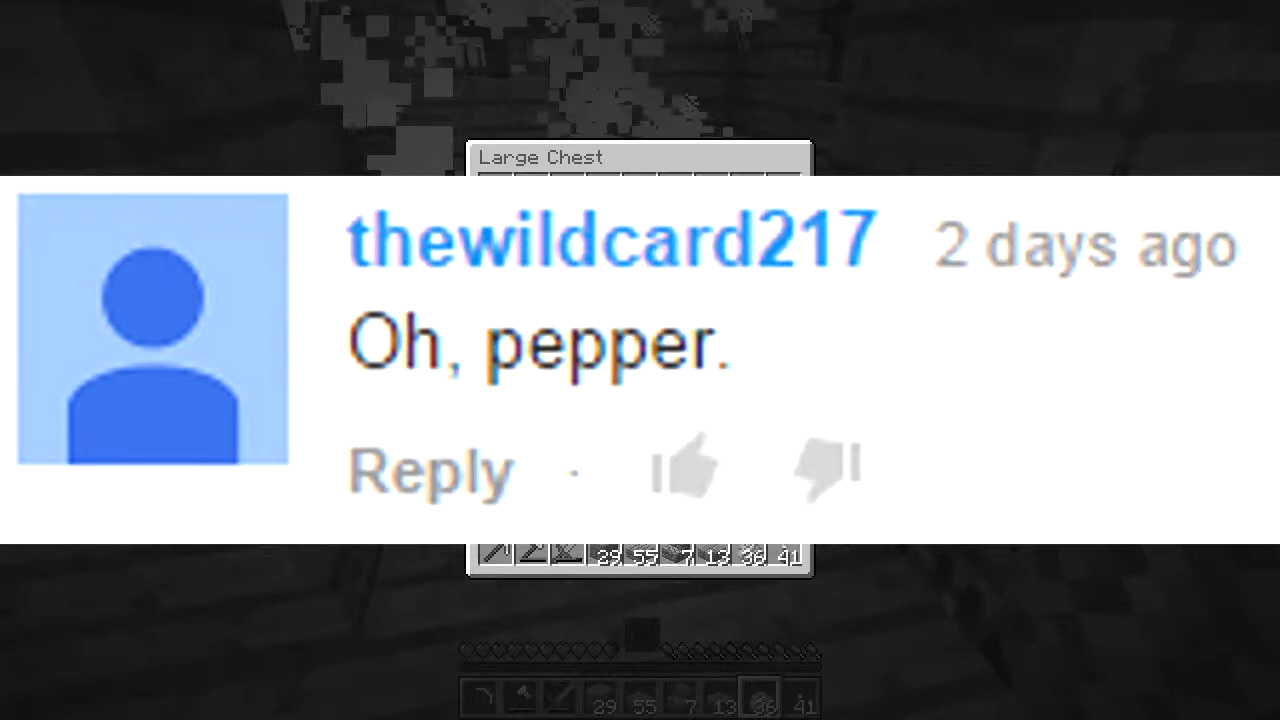 Large Chest
thewildcard217 2 days ago
Oh, pepper.
Reply ·
29 55 7 13 36 41
29 55 7 13 36 41